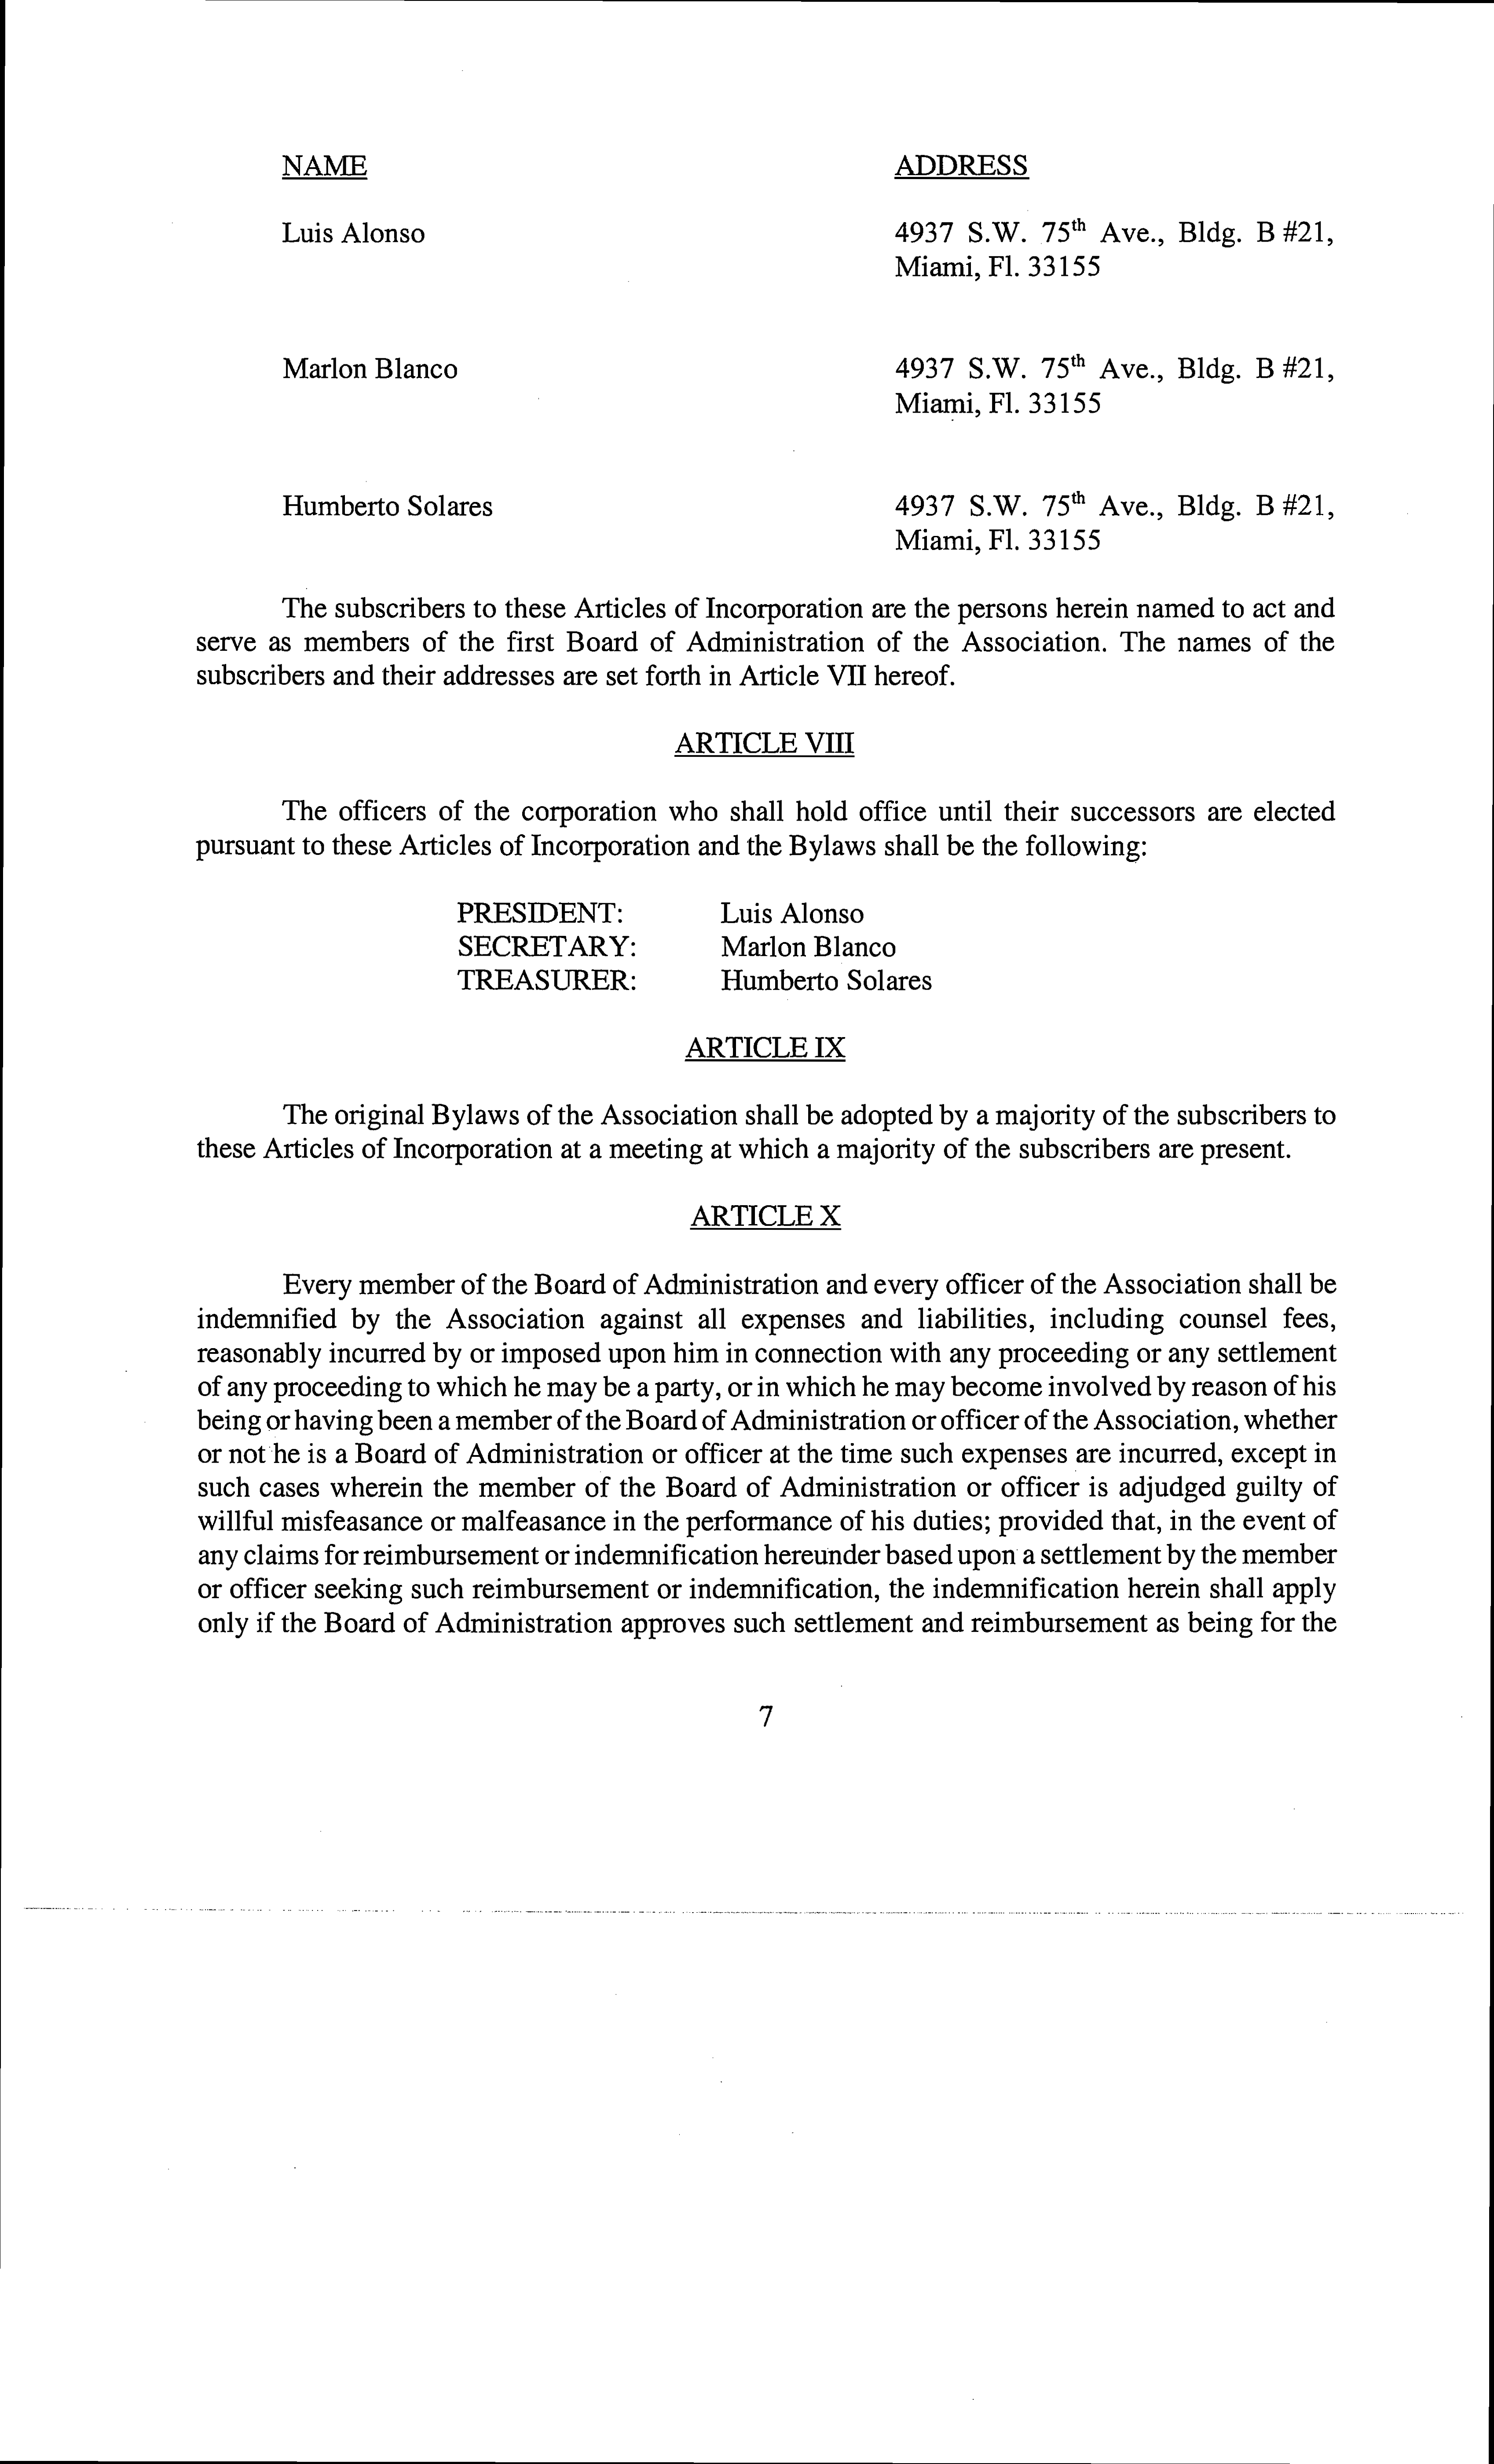 NAME ADDRESS
Luis Alonso 4937 S.W. 75th Ave., Bldg. B #21,
Miami, Fl. 33155
Marlon Blanco 4937 S.W. 75th Ave., Bldg. B #21,
Miami, Fl. 33155
Humberto Solares 4937 S.W. 75th Ave., Bldg. B #21,
Miami, Fl. 33155
The subscribers to these Articles of Incorporation are the persons herein named to act and
serve as members of the first Board of Administration of the Association. The names of the
subscribers and their addresses are set forth in Article VII hereof.
ARTICLE VIII
The officers of the corporation who shall hold office until their successors are elected
pursuant to these Articles of Incorporation and the Bylaws shall be the following:
PRESIDENT: Luis Alonso
SECRETARY: Marlon Blanco
TREASURER: Humberto Solares
ARTICLE IX
The original Bylaws of the Association shall be adopted by a majority of the subscribers to
these Articles of Incorporation at a meeting at which a majority of the subscribers are present.
ARTICLE X
Every member of the Board of Administration and every officer of the Association shall be
indemnified by the Association against all expenses and liabilities, including counsel fees,
reasonably incurred by or imposed upon him in connection with any proceeding or any settlement
of any proceeding to which he may be a party, or in which he may become involved by reason of his
being or having been a member of the Board of Administration or officer of the Association, whether
or not he is a Board of Administration or officer at the time such expenses are incurred, except in
such cases wherein the member of the Board of Administration or officer is adjudged guilty of
willful misfeasance or malfeasance in the performance of his duties; provided that, in the event of
any claims for reimbursement or indemnification hereunder based upon a settlement by the member
or officer seeking such reimbursement or indemnification, the indemnification herein shall apply
only if the Board of Administration approves such settlement and reimbursement as being for the
7